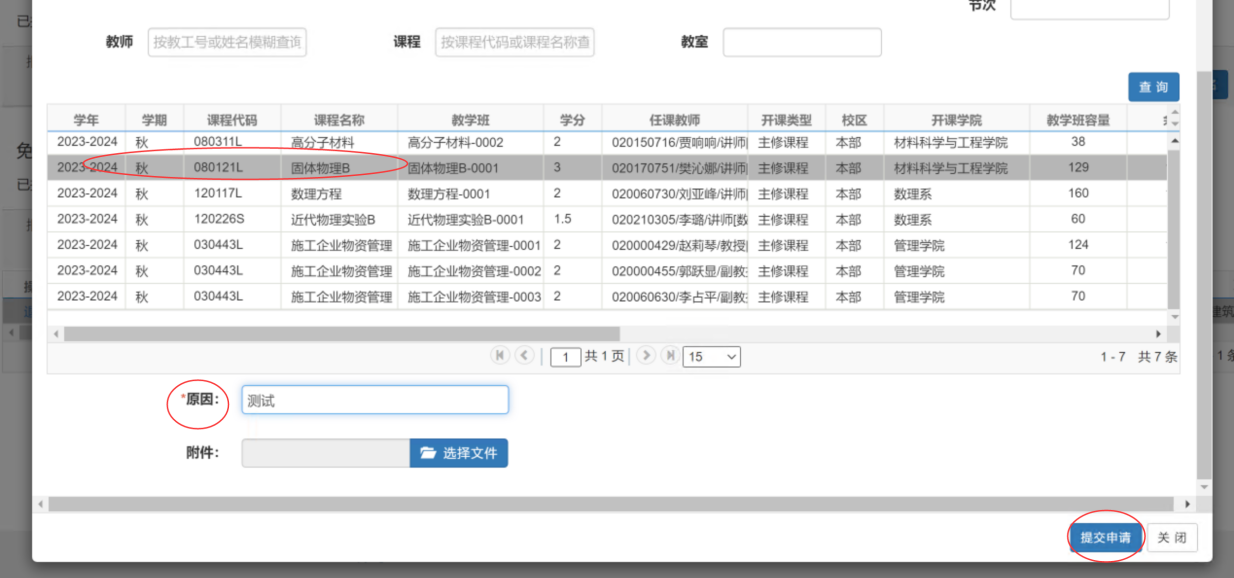 节次
教师 按教工号或姓名模糊查询 课程 按课程代码或课程名称查 教室
查 询
学年 学期 课程代码 课程名称 教学班 学分 任课教师 开课类型 校区 开课学院 教学班容量
2023-2024 秋 080311L 高分子材料 高分子材料-0002 2 020150716/贾响响/讲师 主修课程 本部 材料科学与工程学院 38
2023-2024 秋 080121L 固体物理B 固体物理B-0001 3 020170751/樊沁娜/讲师 主修课程 本部 材料科学与工程学院 129
2023-2024 秋 120117L 数理方程 数理方程-0001 2 020060730/刘亚峰/讲师 主修课程 本部 数理系 160
2023-2024 秋 120226S 近代物理实验B 近代物理实验B-0001 1.5 020210305/李璐/讲师[数 主修课程 本部 数理系 60
2023-2024 秋 030443L 施工企业物资管理 施工企业物资管理-0001 2 020000429/赵莉琴/教授 主修课程 本部 管理学院 124
2023-2024 秋 030443L 施工企业物资管理 施工企业物资管理-0002 2 020000455/郭跃显/副教 主修课程 本部 管理学院 70
2023-2024 秋 030443L 施工企业物资管理 施工企业物资管理-0003 2 020060630/李占平/副教 主修课程 本部 管理学院 70
1 共 1 页 15 1 - 7 共 7 条
*原因: 测试
附件: 选择文件
提交申请 关 闭